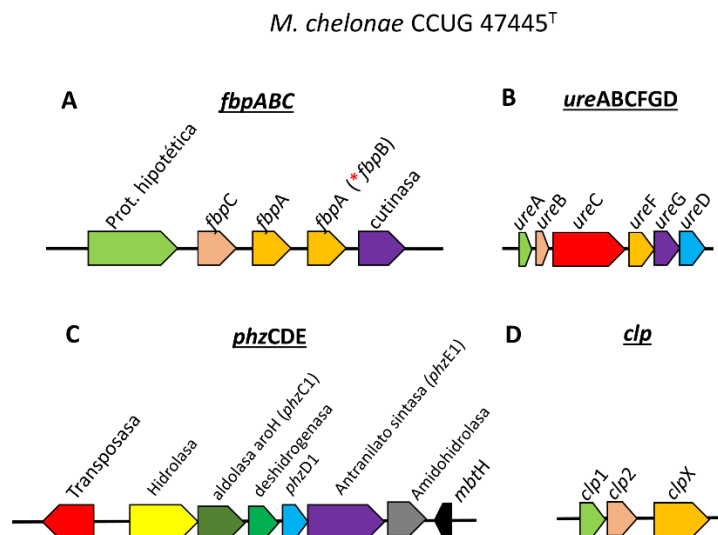 M. chelonae CCUG 47445ᵀ
A
fbpABC
Prot. hipotética
fbpC
fbpA
fbpA (*fbpB)
cutinasa
B
ureABCFGD
ureA
ureB
ureC
ureF
ureG
ureD
C
phzCDE
Transposasa
Hidrolasa
aldolasa aroH (phzC1)
deshidrogenasa
phzD1
Antranilato sintasa (phzE1)
Amidohidrolasa
mbtH
D
clp
clp1
clp2
clpX